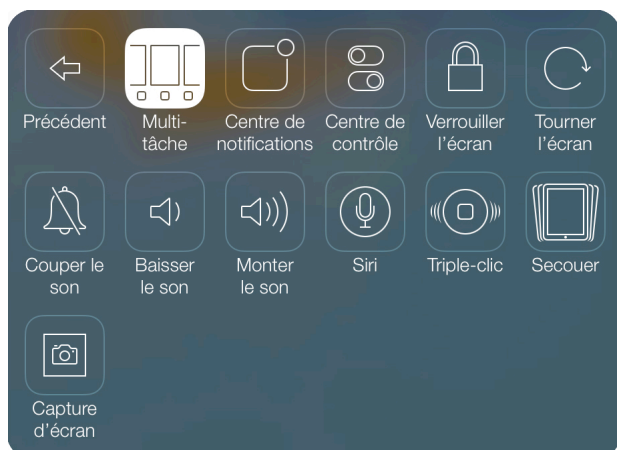 Précédent
Multi-
tâche
Centre de
notifications
Centre de
contrôle
Verrouiller
l'écran
Tourner
l'écran
Couper le
son
Baisser
le son
Monter
le son
Siri
Triple-clic
Secouer
Capture
d'écran